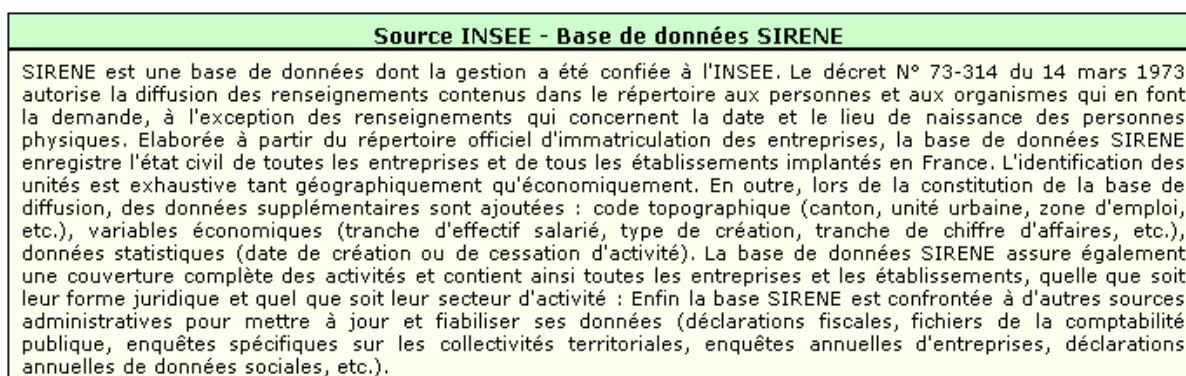 Source INSEE - Base de données SIRENE
SIRENE est une base de données dont la gestion a été confiée à l'INSEE. Le décret N° 73-314 du 14 mars 1973
autorise la diffusion des renseignements contenus dans le répertoire aux personnes et aux organismes qui en font
la demande, à l'exception des renseignements qui concernent la date et le lieu de naissance des personnes
physiques. Elaborée à partir du répertoire officiel d'immatriculation des entreprises, la base de données SIRENE
enregistre l'état civil de toutes les entreprises et de tous les établissements implantés en France. L'identification des
unités est exhaustive tant géographiquement qu'économiquement. En outre, lors de la constitution de la base de
diffusion, des données supplémentaires sont ajoutées : code topographique (canton, unité urbaine, zone d'emploi,
etc.), variables économiques (tranche d'effectif salarié, type de création, tranche de chiffre d'affaires, etc.),
données statistiques (date de création ou de cessation d'activité). La base de données SIRENE assure également
une couverture complète des activités et contient ainsi toutes les entreprises et les établissements, quelle que soit
leur forme juridique et quel que soit leur secteur d'activité : Enfin la base SIRENE est confrontée à d'autres sources
administratives pour mettre à jour et fiabiliser ses données (déclarations fiscales, fichiers de la comptabilité
publique, enquêtes spécifiques sur les collectivités territoriales, enquêtes annuelles d'entreprises, déclarations
annuelles de données sociales, etc.).